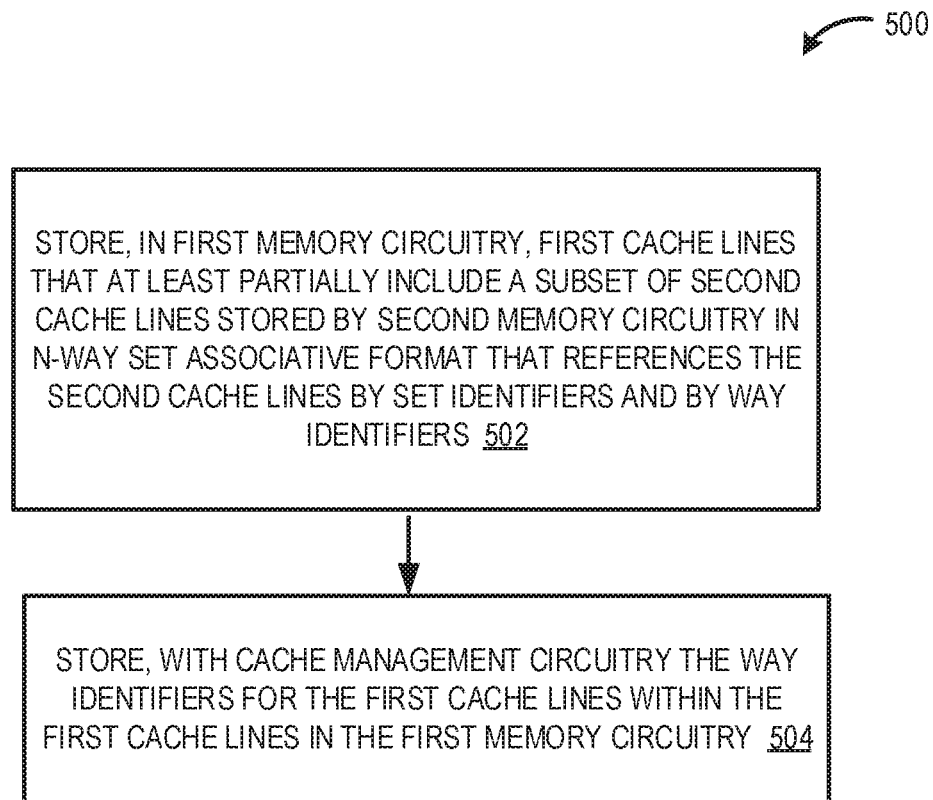 500
STORE, IN FIRST MEMORY CIRCUITRY, FIRST CACHE LINES
THAT AT LEAST PARTIALLY INCLUDE A SUBSET OF SECOND
CACHE LINES STORED BY SECOND MEMORY CIRCUITRY IN
N-WAY SET ASSOCIATIVE FORMAT THAT REFERENCES THE
SECOND CACHE LINES BY SET IDENTIFIERS AND BY WAY
IDENTIFIERS 502
STORE, WITH CACHE MANAGEMENT CIRCUITRY THE WAY
IDENTIFIERS FOR THE FIRST CACHE LINES WITHIN THE
FIRST CACHE LINES IN THE FIRST MEMORY CIRCUITRY 504